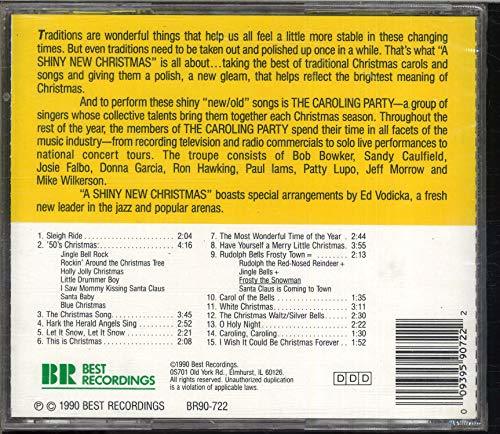 Traditions are wonderful things that help us all feel a little more stable in these changing
times. But even traditions need to be taken out and polished up once in a while. That's what "A
SHINY NEW CHRISTMAS" is all about...taking the best of traditional Christmas carols
and songs and giving them a polish, a new gleam, that helps reflect the brightest meaning of
Christmas.
And to perform these shiny "new/old" songs is THE CAROLING PARTY—a group of
singers whose collective talents bring them together each Christmas season. Throughout
the rest of the year, the members of THE CAROLING PARTY spend their time in all facets of the
music industry—from recording television and radio commercials to solo live performances to
national concert tours. The troupe consists of Bob Bowker, Sandy Caulfield,
Josie Falbo, Donna Garcia, Ron Hawking, Paul Iams, Patty Lupo, Jeff Morrow and
Mike Wilkerson.
"A SHINY NEW CHRISTMAS" boasts special arrangements by Ed Vodicka, a fresh
new leader in the jazz and popular arenas.
1. Sleigh Ride 2:04
2. '50's Christmas: 4:16
Jingle Bell Rock
Rockin' Around the Christmas Tree
Holly Jolly Christmas
Little Drummer Boy
I Saw Mommy Kissing Santa Claus
Santa Baby
Blue Christmas
3. The Christmas Song. 3:45
4. Hark the Herald Angels Sing 2:44
5. Let It Snow, Let It Snow 2:20
6. This is Christmas 2:08
7. The Most Wonderful Time of the Year 2:44
8. Have Yourself a Merry Little Christmas. 3:55
9. Rudolph Bells Frosty Town = 2:19
Rudolph the Red-Nosed Reindeer +
Jingle Bells +
Frosty the Snowman
Santa Claus is Coming to Town
10. Carol of the Bells 1:35
11. White Christmas 3:10
12. The Christmas Waltz/Silver Bells 2:40
13. O Holy Night 4:07
14. Caroling, Caroling 1:39
15. I Wish It Could Be Christmas Forever 1:52
BR BEST
RECORDINGS
©1990 Best Recordings.
0S701 Old York Rd., Elmhurst, IL 60126.
All rights reserved. Unauthorized duplication
is a violation of applicable laws.
DDD
℗ © 1990 BEST RECORDINGS BR90-722
0 09395 90722 2